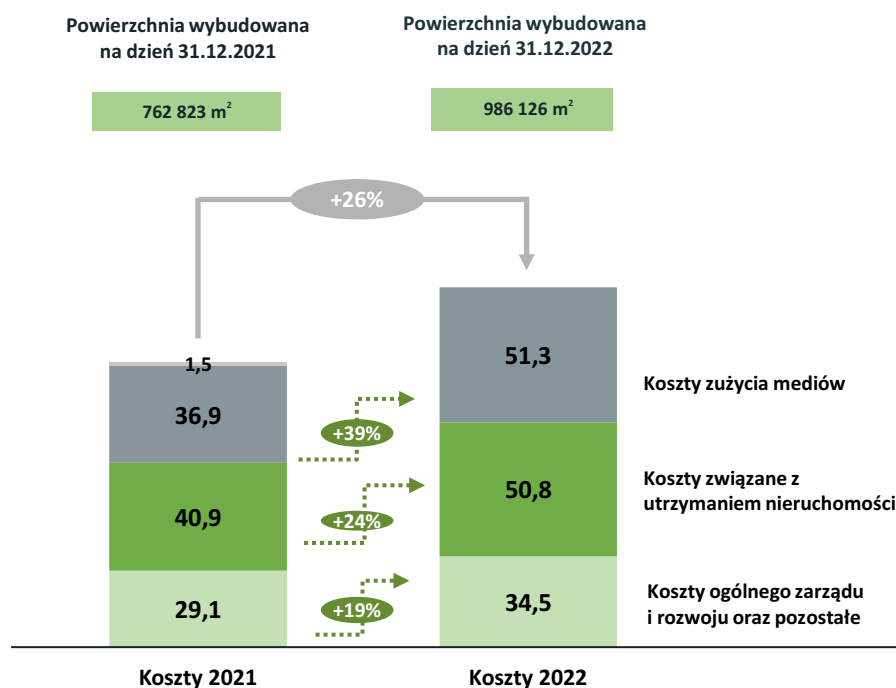 Powierzchnia wybudowana
na dzień 31.12.2021
Powierzchnia wybudowana
na dzień 31.12.2022
762 823 m²
986 126 m²
+26%
1,5
36,9
40,9
29,1
+39%
+24%
+19%
51,3
50,8
34,5
Koszty zużycia mediów
Koszty związane z
utrzymaniem nieruchomości
Koszty ogólnego zarządu
i rozwoju oraz pozostałe
Koszty 2021
Koszty 2022